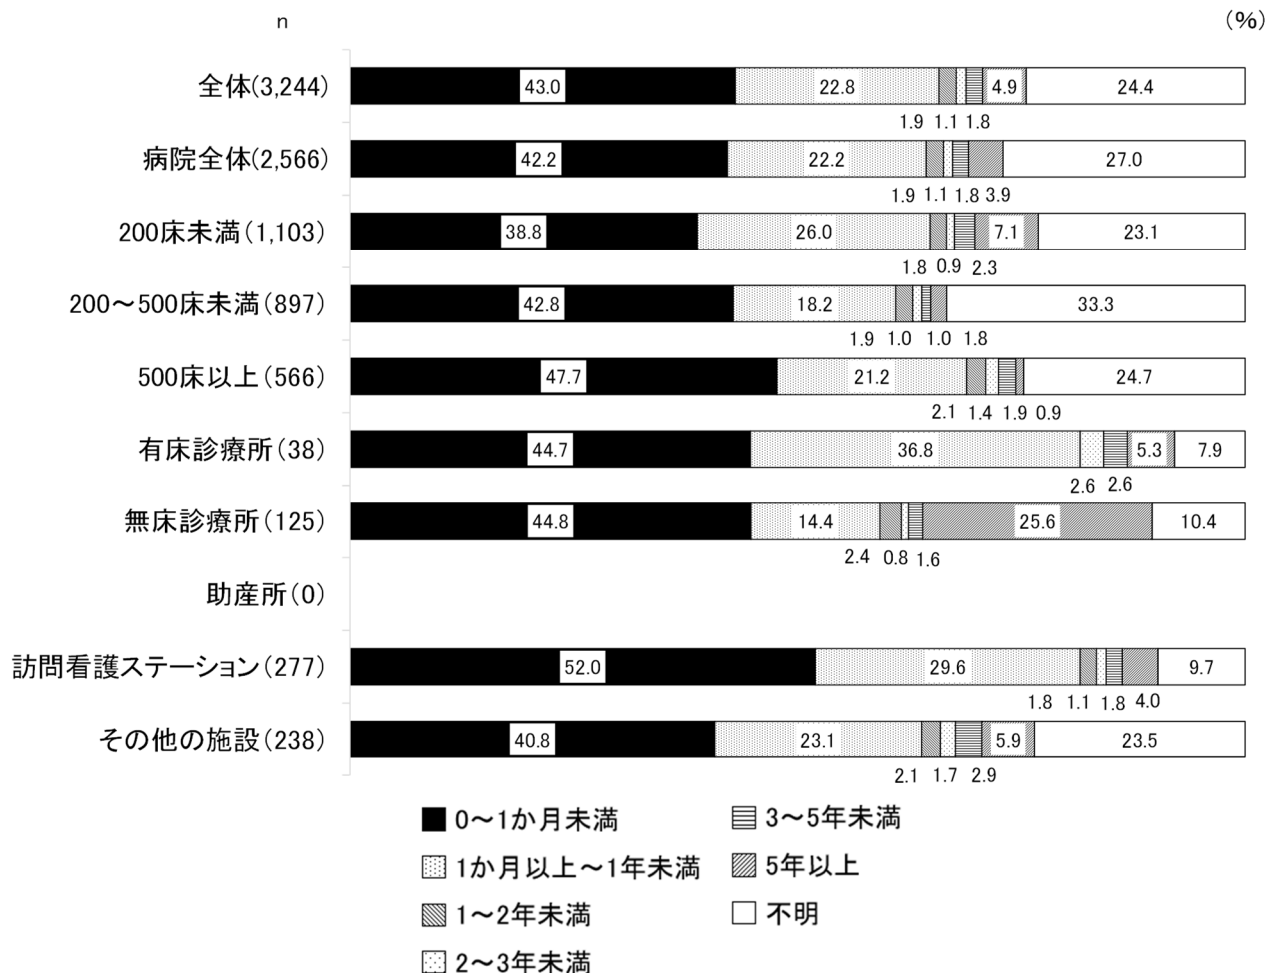 n
（%）
全体(3,244)
43.0 22.8 4.9 24.4
1.9 1.1 1.8
病院全体(2,566)
42.2 22.2 27.0
1.9 1.1 1.8 3.9
200床未満(1,103)
38.8 26.0 7.1 23.1
1.8 0.9 2.3
200～500床未満(897)
42.8 18.2 33.3
1.9 1.0 1.0 1.8
500床以上(566)
47.7 21.2 24.7
2.1 1.4 1.9 0.9
有床診療所(38)
44.7 36.8 5.3 7.9
2.6 2.6
無床診療所(125)
44.8 14.4 25.6 10.4
2.4 0.8 1.6
助産所(0)
訪問看護ステーション(277)
52.0 29.6 9.7
1.8 1.1 1.8 4.0
その他の施設(238)
40.8 23.1 5.9 23.5
2.1 1.7 2.9
0～1か月未満
1か月以上～1年未満
1～2年未満
2～3年未満
3～5年未満
5年以上
不明